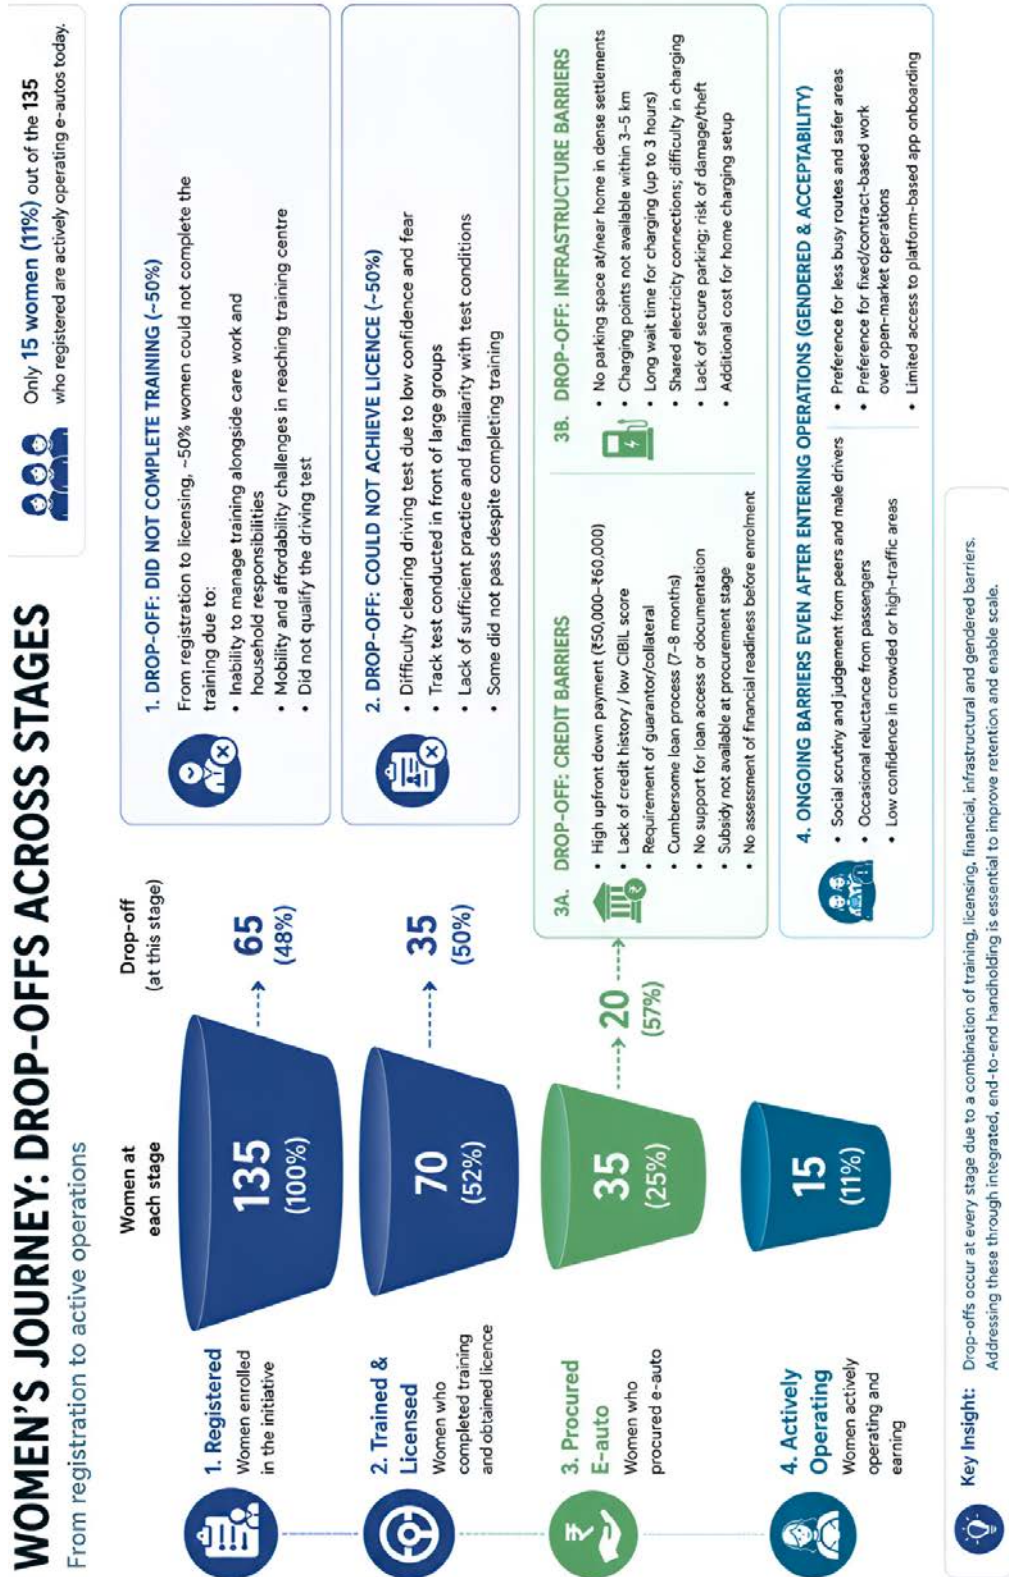 WOMEN'S JOURNEY: DROP-OFFS ACROSS STAGES
From registration to active operations
Only 15 women (11%) out of the 135
who registered are actively operating e-autos today.
Women at
each stage
Drop-off
(at this stage)
1. Registered
Women enrolled
in the initiative
135
(100%)
65
(48%)
1. DROP-OFF: DID NOT COMPLETE TRAINING (~50%)
From registration to licensing, ~50% women could not complete the
training due to:
• Inability to manage training alongside care work and
household responsibilities
• Mobility and affordability challenges in reaching training centre
• Did not qualify the driving test
2. Trained &
Licensed
Women who
completed training
and obtained licence
70
(52%)
35
(50%)
2. DROP-OFF: COULD NOT ACHIEVE LICENCE (~50%)
• Difficulty clearing driving test due to low confidence and fear
• Track test conducted in front of large groups
• Lack of sufficient practice and familiarity with test conditions
• Some did not pass despite completing training
3. Procured
E-auto
Women who
procured e-auto
35
(25%)
20
(57%)
3A. DROP-OFF: CREDIT BARRIERS
• High upfront down payment (₹50,000–₹60,000)
• Lack of credit history / low CIBIL score
• Requirement of guarantor/collateral
• Cumbersome loan process (7–8 months)
• No support for loan access or documentation
• Subsidy not available at procurement stage
• No assessment of financial readiness before enrolment
3B. DROP-OFF: INFRASTRUCTURE BARRIERS
• No parking space at/near home in dense settlements
• Charging points not available within 3–5 km
• Long wait time for charging (up to 3 hours)
• Shared electricity connections; difficulty in charging
• Lack of secure parking; risk of damage/theft
• Additional cost for home charging setup
4. Actively
Operating
Women actively
operating and
earning
15
(11%)
4. ONGOING BARRIERS EVEN AFTER ENTERING OPERATIONS (GENDERED & ACCEPTABILITY)
• Social scrutiny and judgement from peers and male drivers
• Occasional reluctance from passengers
• Low confidence in crowded or high-traffic areas
• Preference for less busy routes and safer areas
• Preference for fixed/contract-based work
over open-market operations
• Limited access to platform-based app onboarding
Key Insight: Drop-offs occur at every stage due to a combination of training, licensing, financial, infrastructural and gendered barriers.
Addressing these through integrated, end-to-end handholding is essential to improve retention and enable scale.